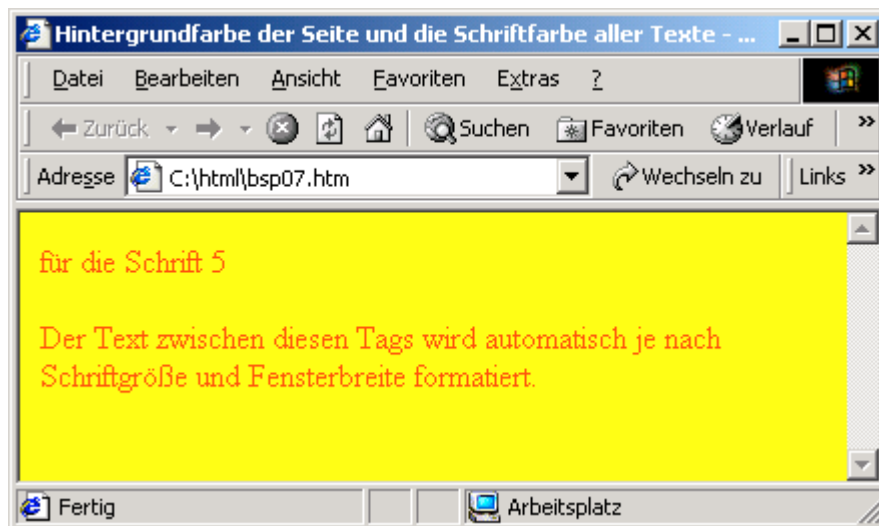 Hintergrundfarbe der Seite und die Schriftfarbe aller Texte - ...
Datei Bearbeiten Ansicht Favoriten Extras ?
Zurück Suchen Favoriten Verlauf »
Adresse C:\html\bsp07.htm Wechseln zu Links »
für die Schrift 5
Der Text zwischen diesen Tags wird automatisch je nach
Schriftgröße und Fensterbreite formatiert.
Fertig Arbeitsplatz